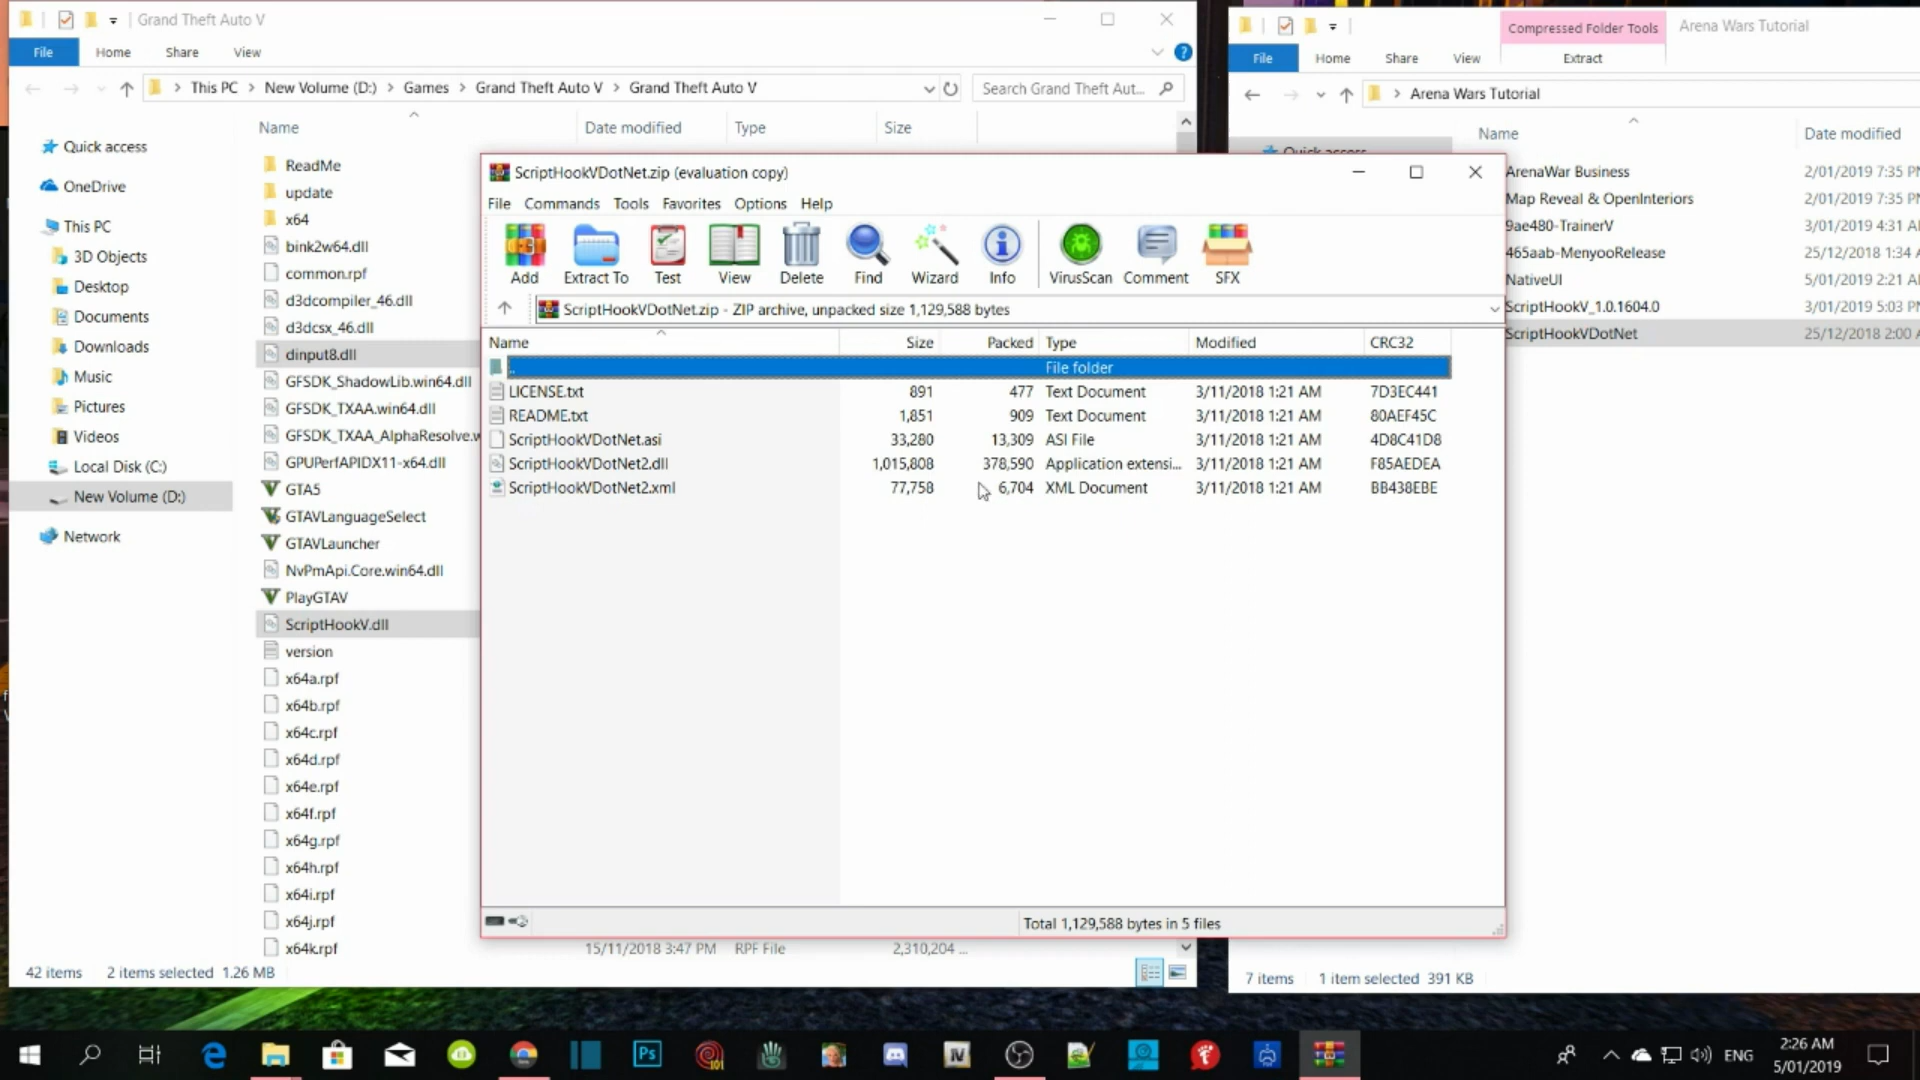 Grand Theft Auto V
File Home Share View
This PC > New Volume (D:) > Games > Grand Theft Auto V > Grand Theft Auto V
Search Grand Theft Aut...
Name Date modified Type Size
Quick access
OneDrive
This PC
3D Objects
Desktop
Documents
Downloads
Music
Pictures
Videos
Local Disk (C:)
New Volume (D:)
Network
ReadMe
update
x64
bink2w64.dll
common.rpf
d3dcompiler_46.dll
d3dcsx_46.dll
dinput8.dll
GFSDK_ShadowLib.win64.dll
GFSDK_TXAA.win64.dll
GFSDK_TXAA_AlphaResolve.w
GPUPerfAPIDX11-x64.dll
GTA5
GTAVLanguageSelect
GTAVLauncher
NvPmApi.Core.win64.dll
PlayGTAV
ScriptHookV.dll
version
x64a.rpf
x64b.rpf
x64c.rpf
x64d.rpf
x64e.rpf
x64f.rpf
x64g.rpf
x64h.rpf
x64i.rpf
x64j.rpf
x64k.rpf 15/11/2018 3:47 PM RPF File 2,310,204 ...
42 items 2 items selected 1.26 MB
ScriptHookVDotNet.zip (evaluation copy)
File Commands Tools Favorites Options Help
Add Extract To Test View Delete Find Wizard Info VirusScan Comment SFX
ScriptHookVDotNet.zip - ZIP archive, unpacked size 1,129,588 bytes
Name Size Packed Type Modified CRC32
.. File folder
LICENSE.txt 891 477 Text Document 3/11/2018 1:21 AM 7D3EC441
README.txt 1,851 909 Text Document 3/11/2018 1:21 AM 80AEF45C
ScriptHookVDotNet.asi 33,280 13,309 ASI File 3/11/2018 1:21 AM 4D8C41D8
ScriptHookVDotNet2.dll 1,015,808 378,590 Application extensi... 3/11/2018 1:21 AM F85AEDEA
ScriptHookVDotNet2.xml 77,758 6,704 XML Document 3/11/2018 1:21 AM BB438EBE
Total 1,129,588 bytes in 5 files
Compressed Folder Tools Arena Wars Tutorial
File Home Share View Extract
> Arena Wars Tutorial
Name Date modified
Quick access
ArenaWar Business 2/01/2019 7:35 PM
Map Reveal & OpenInteriors 2/01/2019 7:35 PM
9ae480-TrainerV 3/01/2019 4:31 A
465aab-MenyooRelease 25/12/2018 1:34 A
NativeUI 5/01/2019 2:21 A
ScriptHookV_1.0.1604.0 3/01/2019 5:03 PM
ScriptHookVDotNet 25/12/2018 2:00 A
7 items 1 item selected 391 KB
Ps
101
IV
ENG
2:26 AM
5/01/2019